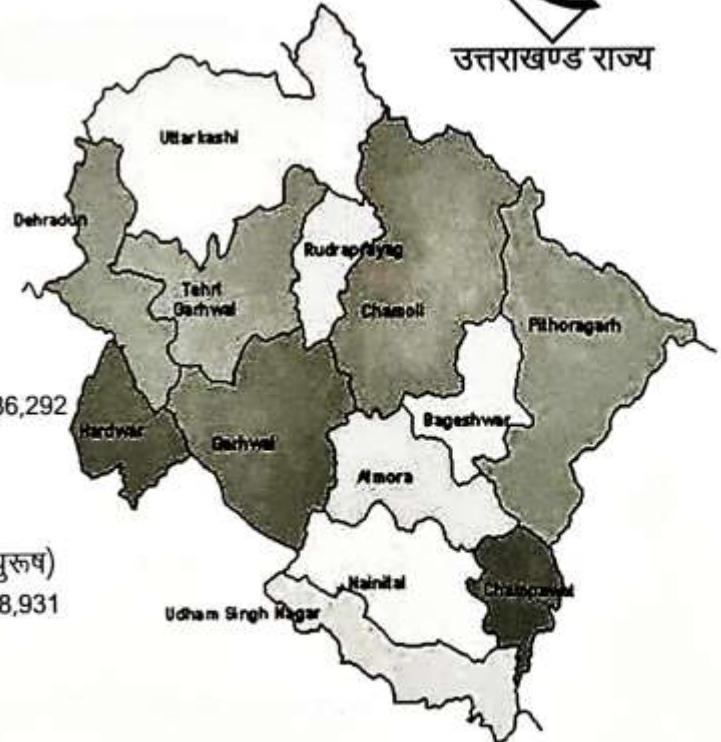 उत्तराखण्ड राज्य
Uttarkashi
Dehradun
Rudraprayag
Tehri
Garhwal
Chamoli
Pithoragarh
36,292
Hardwar
Garhwal
Bageshwar
Almora
पुरूष)
8,931
Nainital
Champawat
Udham Singh Nagar